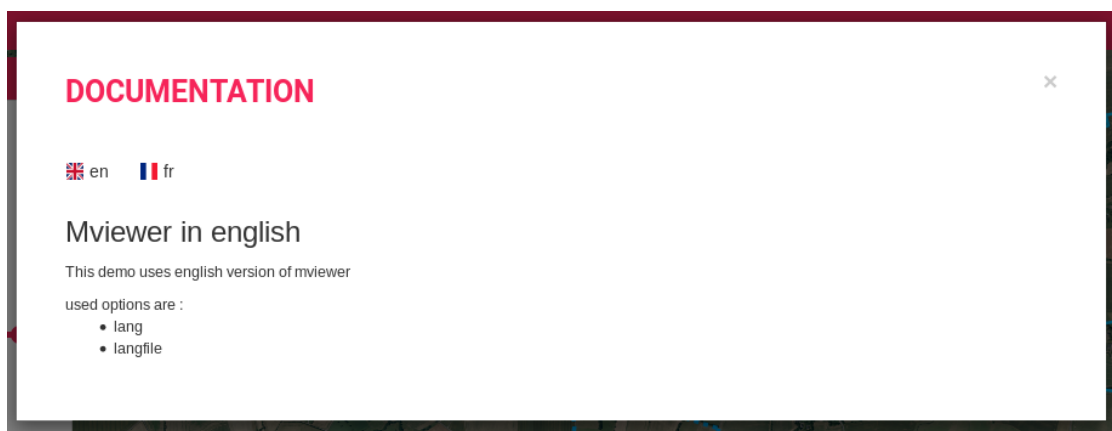 DOCUMENTATION
×
en fr
Mviewer in english
This demo uses english version of mviewer
used options are :
• lang
• langfile